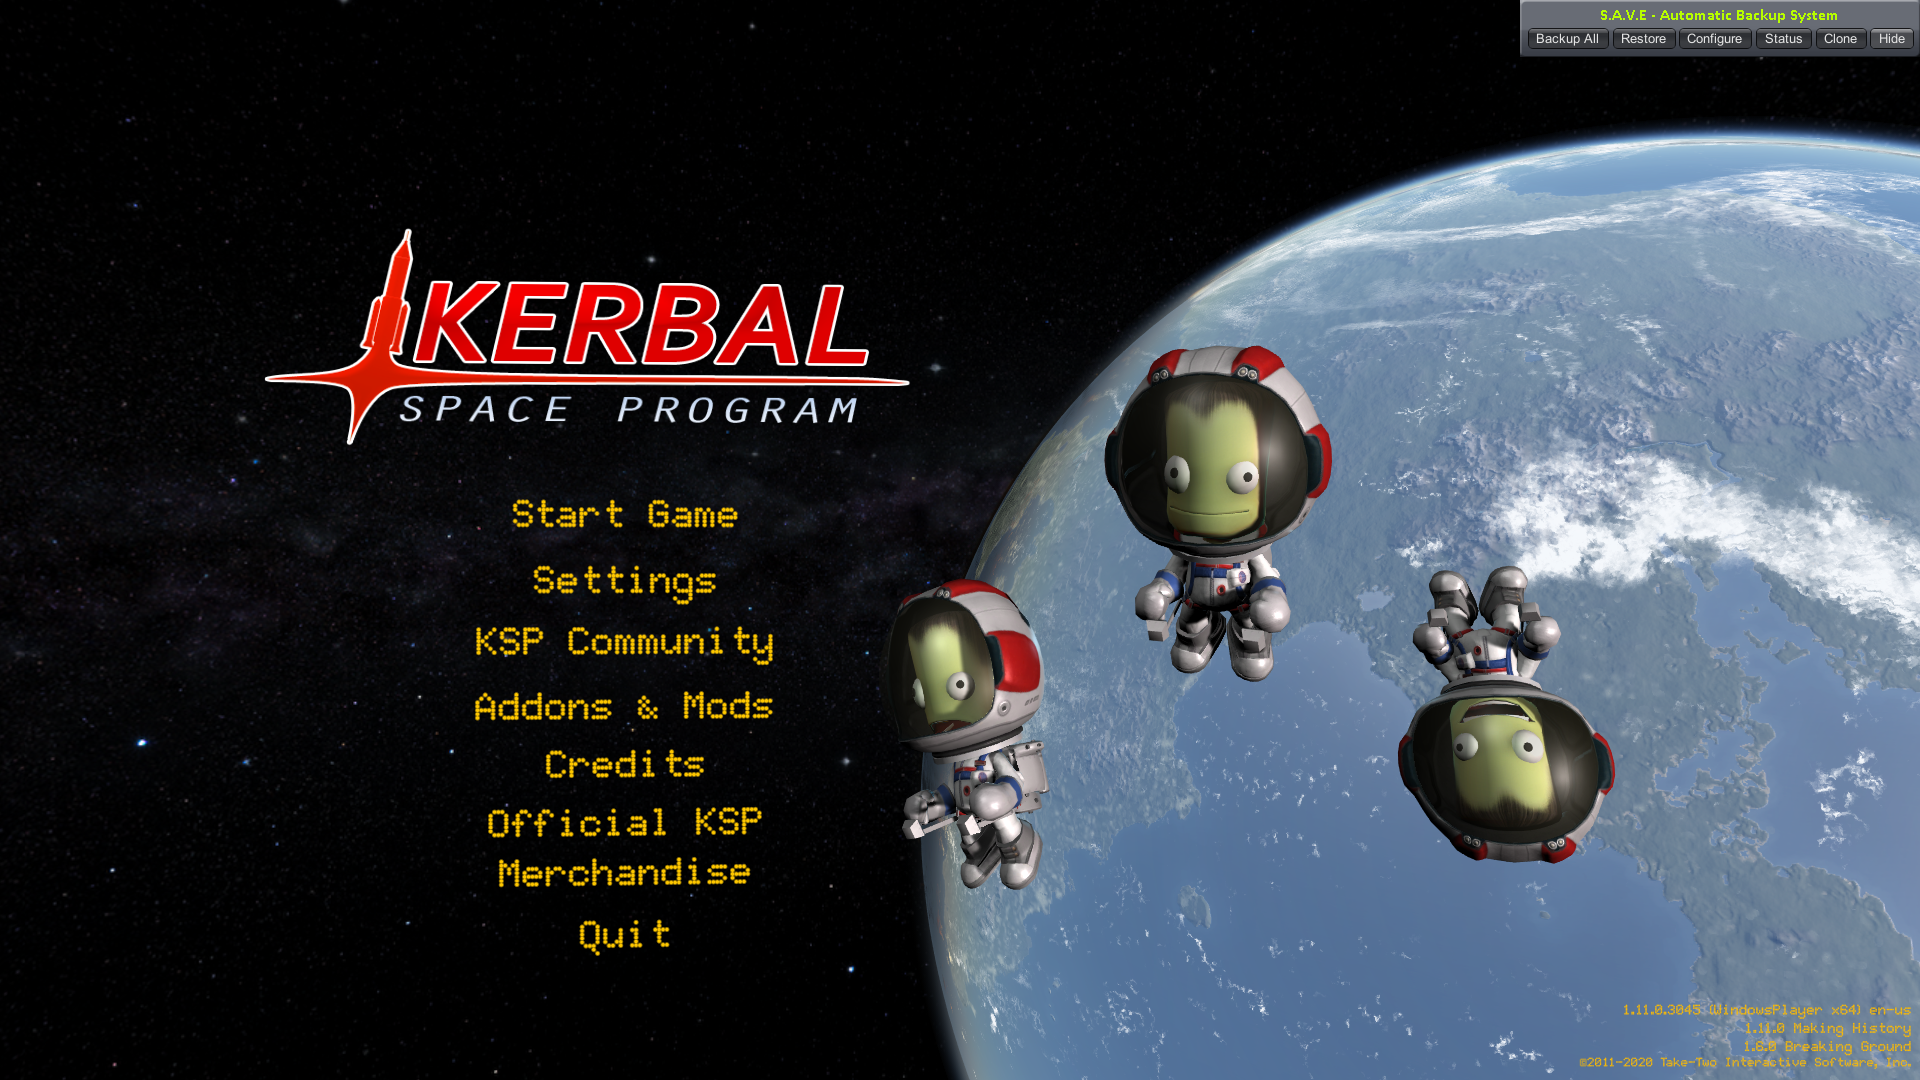 S.A.V.E - Automatic Backup System
Backup All Restore Configure Status Clone Hide
KERBAL
SPACE PROGRAM
Start Game
Settings
KSP Community
Addons & Mods
Credits
Official KSP
Merchandise
Quit
1.11.0.3045 (WindowsPlayer x64) en-us
1.11.0 Making History
1.6.0 Breaking Ground
©2011-2020 Take-Two Interactive Software, Inc.